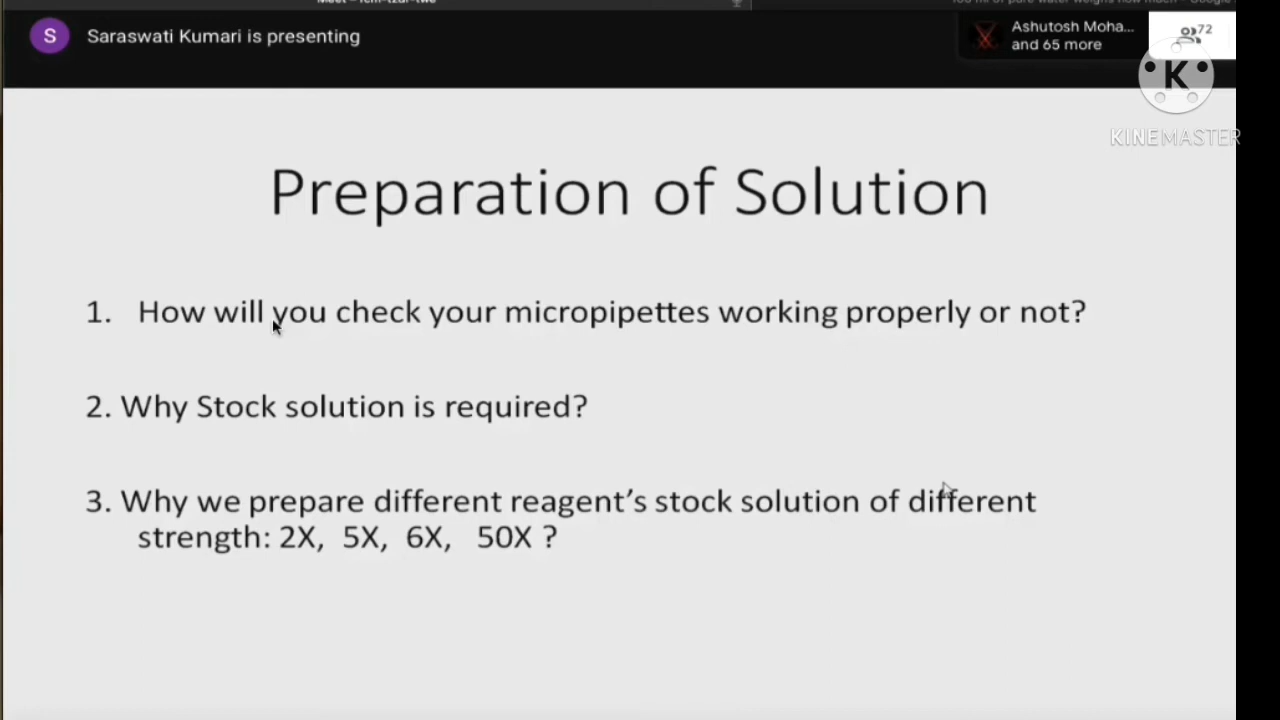 S
Saraswati Kumari is presenting
Ashutosh Moha...
and 65 more
72
K
KINEMASTER
Preparation of Solution
1. How will you check your micropipettes working properly or not?
2. Why Stock solution is required?
3. Why we prepare different reagent's stock solution of different
strength: 2X, 5X, 6X, 50X ?